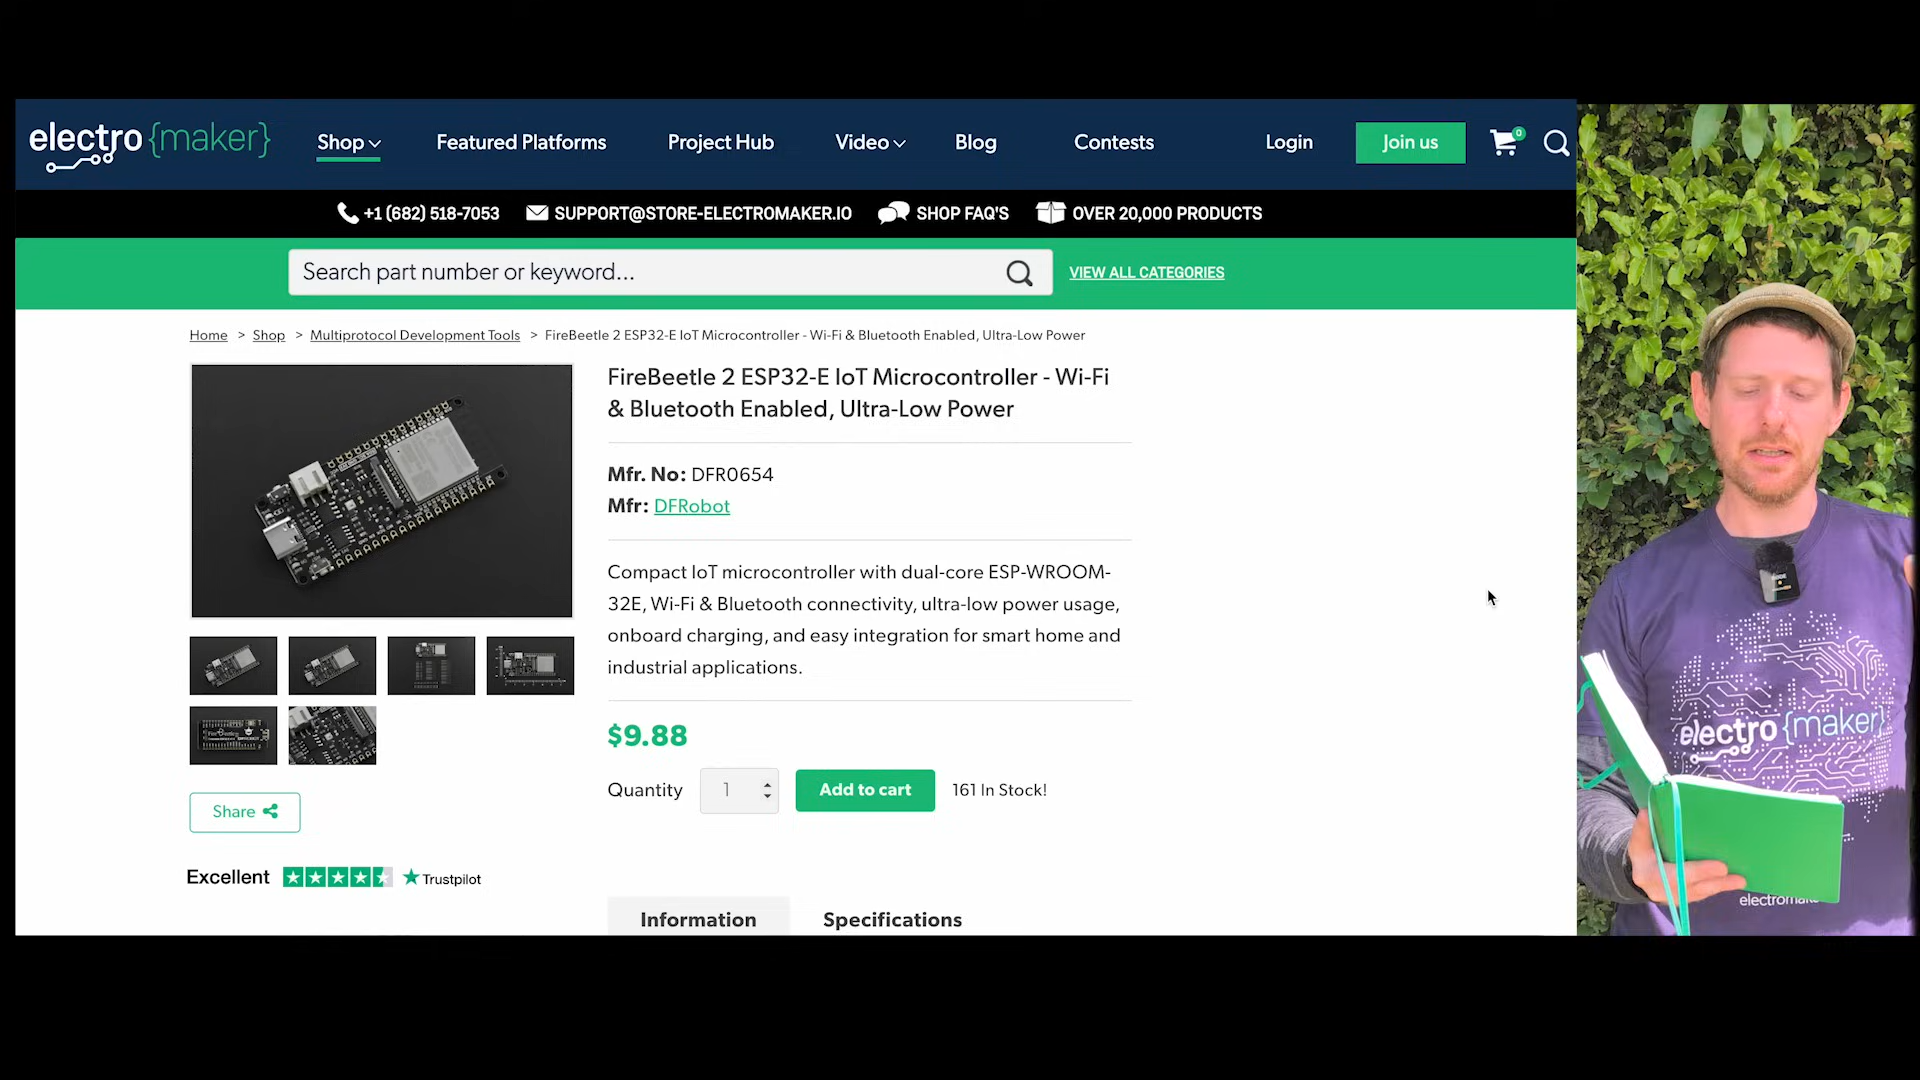 electro {maker}
Shop
Featured Platforms
Project Hub
Video
Blog
Contests
Login
Join us
0
+1 (682) 518-7053
SUPPORT@STORE-ELECTROMAKER.IO
SHOP FAQ'S
OVER 20,000 PRODUCTS
Search part number or keyword...
VIEW ALL CATEGORIES
Home > Shop > Multiprotocol Development Tools > FireBeetle 2 ESP32-E IoT Microcontroller - Wi-Fi & Bluetooth Enabled, Ultra-Low Power
FireBeetle 2 ESP32-E IoT Microcontroller - Wi-Fi
& Bluetooth Enabled, Ultra-Low Power
Mfr. No: DFR0654
Mfr: DFRobot
Compact IoT microcontroller with dual-core ESP-WROOM-
32E, Wi-Fi & Bluetooth connectivity, ultra-low power usage,
onboard charging, and easy integration for smart home and
industrial applications.
$9.88
Quantity
1
Add to cart
161 In Stock!
Share
Excellent
Trustpilot
Information
Specifications
electro {maker}
electromake